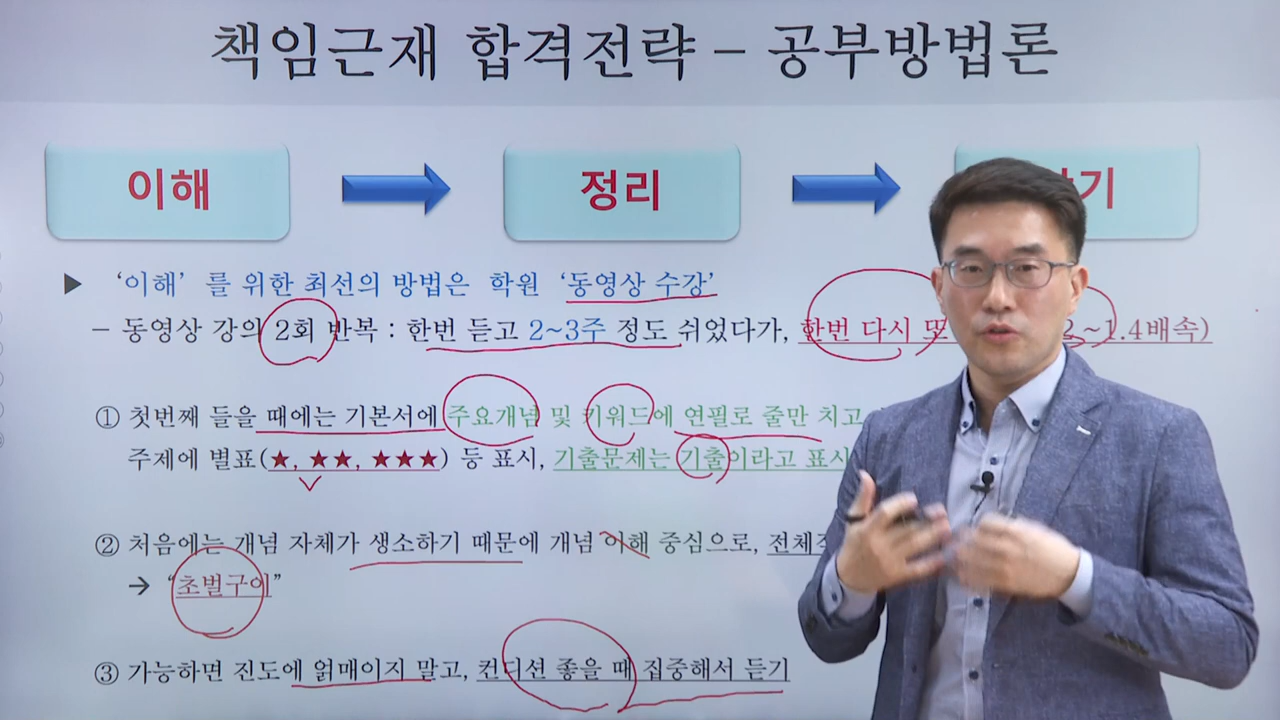 책임근재 합격전략 – 공부방법론
이해
정리
기
▶ ‘이해’ 를 위한 최선의 방법은 학원 ‘동영상 수강’
– 동영상 강의 2회 반복 : 한번 듣고 2~3주 정도 쉬었다가, 한번 다시 또 2~1.4배속)
① 첫번째 들을 때에는 기본서에 주요개념 및 키워드에 연필로 줄만 치고
주제에 별표(★, ★★, ★★★) 등 표시, 기출문제는 기출이라고 표시
② 처음에는 개념 자체가 생소하기 때문에 개념 이해 중심으로,
→ “초벌구이”
③ 가능하면 진도에 얽매이지 말고, 컨디션 좋을 때 집중해서 듣기